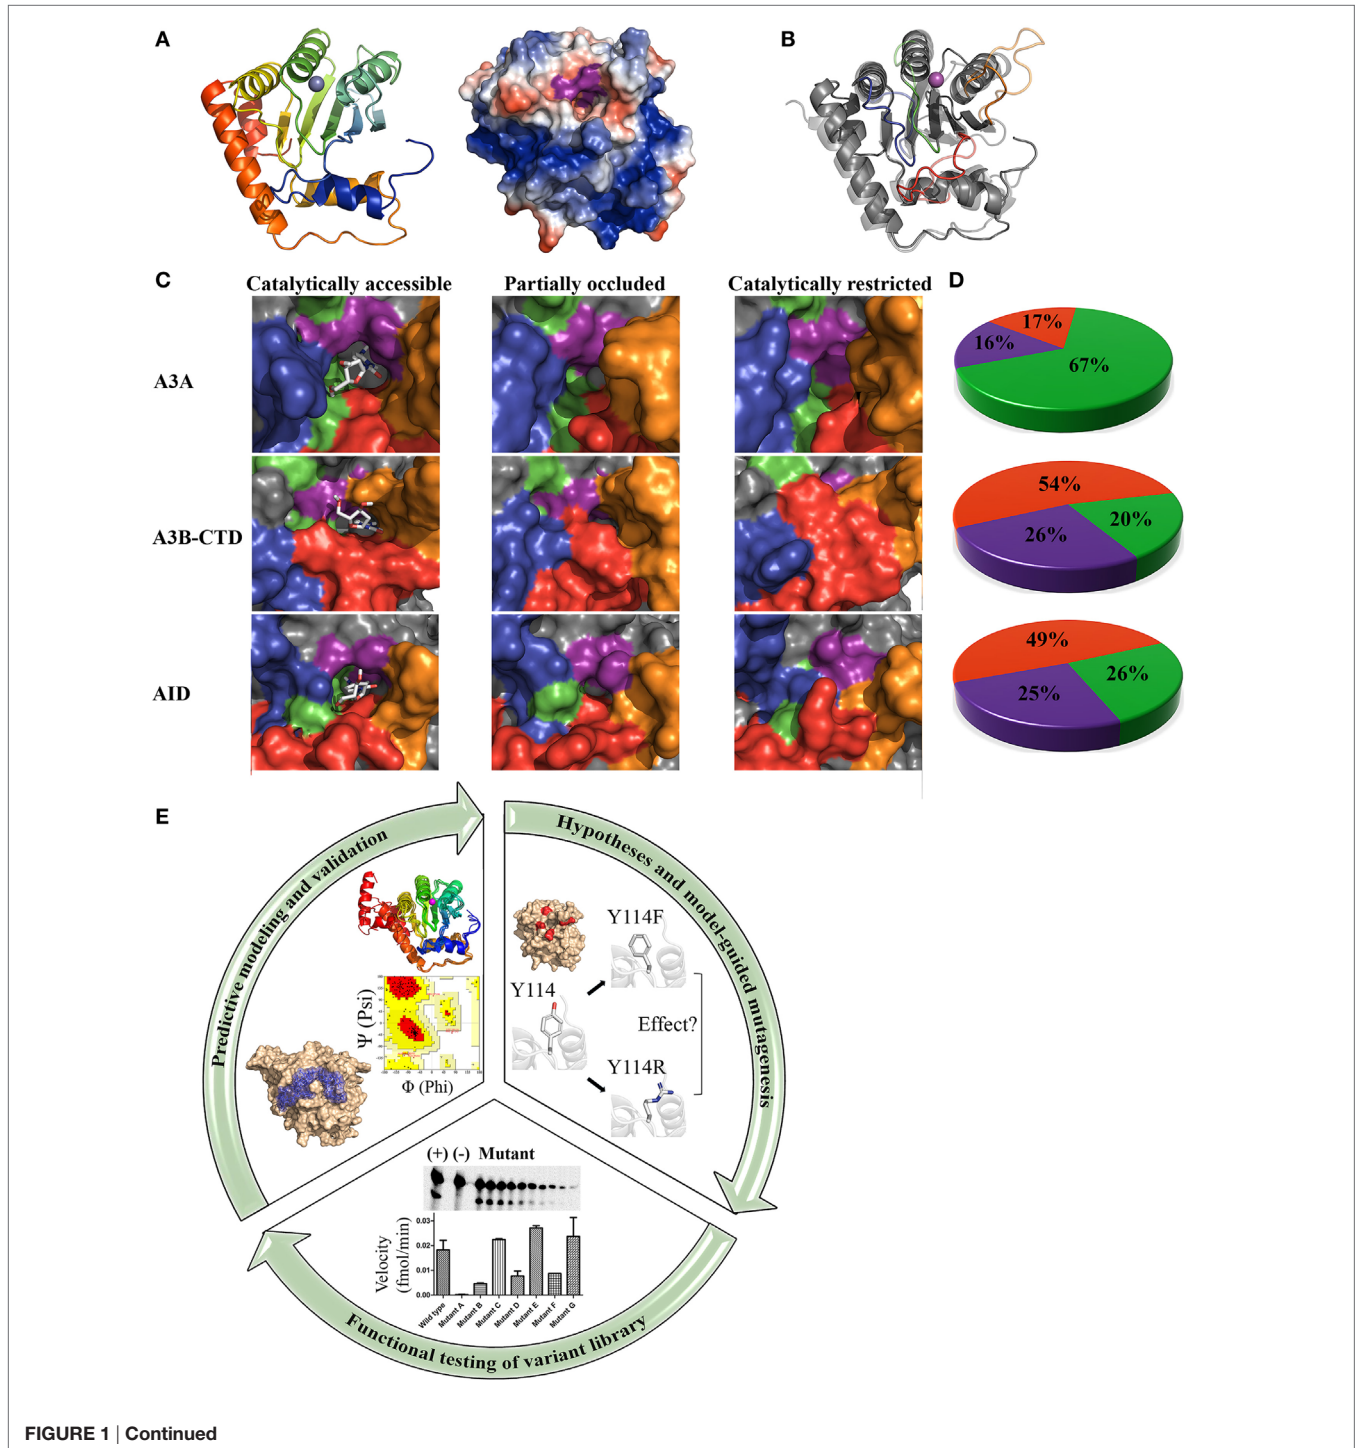 A
B
C
Catalytically accessible
Partially occluded
Catalytically restricted
D
A3A
17%
16%
67%
A3B-CTD
54%
26%
20%
AID
49%
25%
26%
E
Predictive modeling and validation
Hypotheses and model-guided mutagenesis
Ψ (Psi)
Φ (Phi)
Y114F
Y114
Effect?
Y114R
(+) (-) Mutant
Velocity
(fmol/min)
0.03
0.02
0.01
0.00
Wild type
Mutant A
Mutant B
Mutant C
Mutant D
Mutant E
Mutant F
Mutant G
Functional testing of variant library
FIGURE 1 | Continued